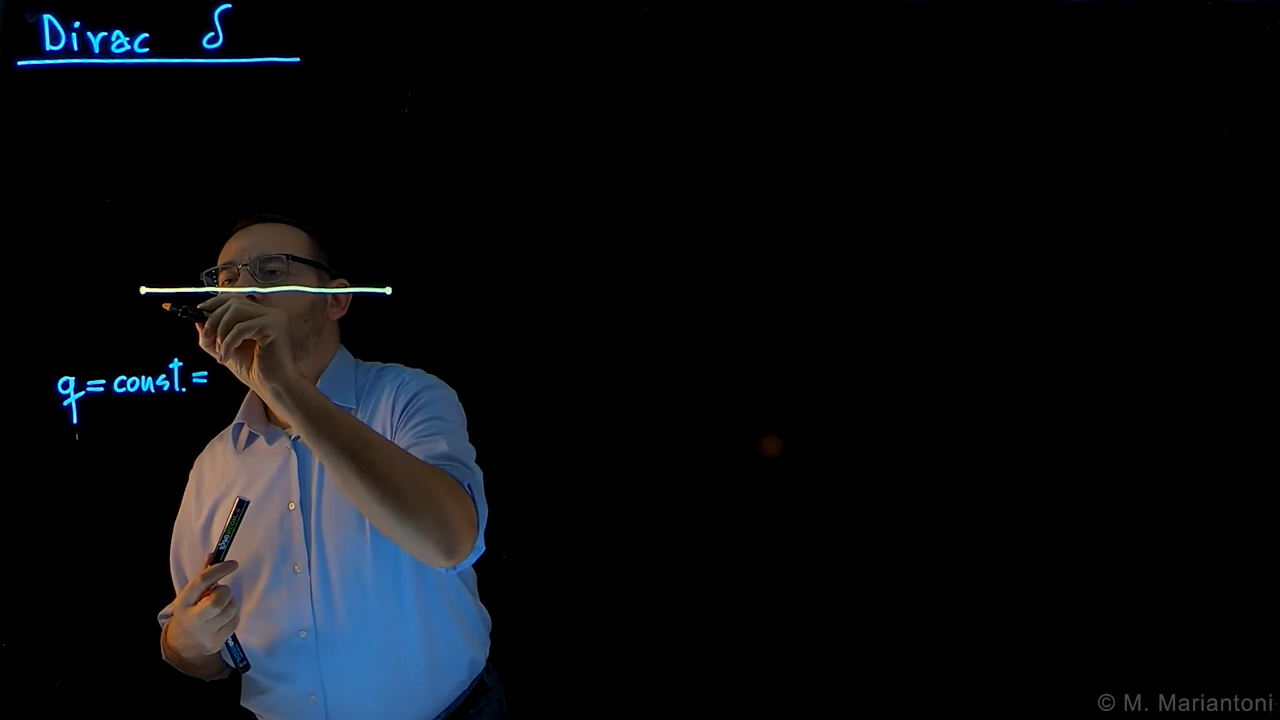 Dirac δ
q = const. =
© M. Mariantoni